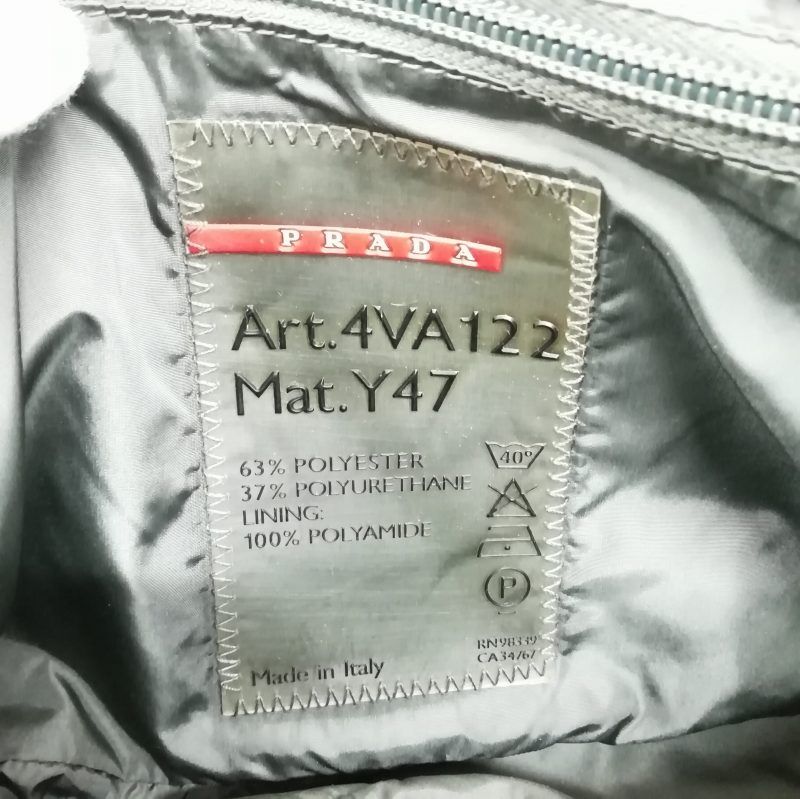 PRADA
Art.4VA122
Mat.Y47
63% POLYESTER
37% POLYURETHANE
LINING:
100% POLYAMIDE
40°
P
Made in Italy
RN98339
CA34767